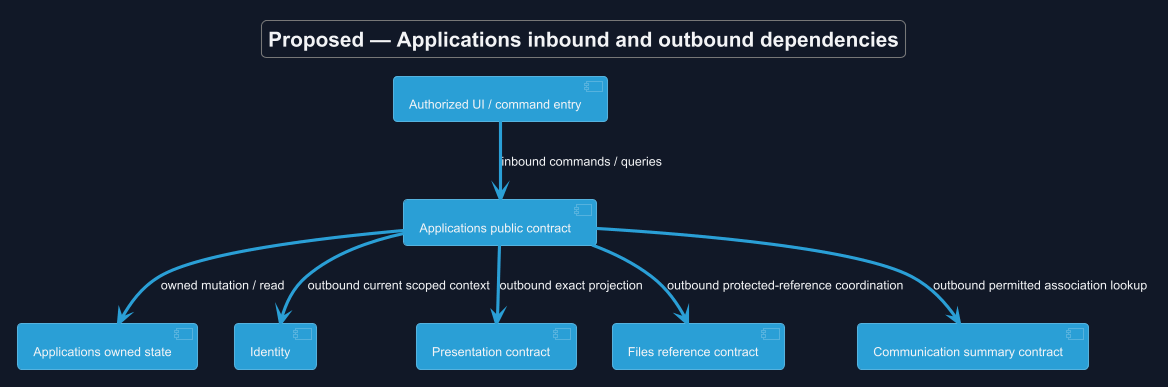 Proposed — Applications inbound and outbound dependencies
Authorized UI / command entry
inbound commands / queries
Applications public contract
owned mutation / read
outbound current scoped context
outbound exact projection
outbound protected-reference coordination
outbound permitted association lookup
Applications owned state
Identity
Presentation contract
Files reference contract
Communication summary contract